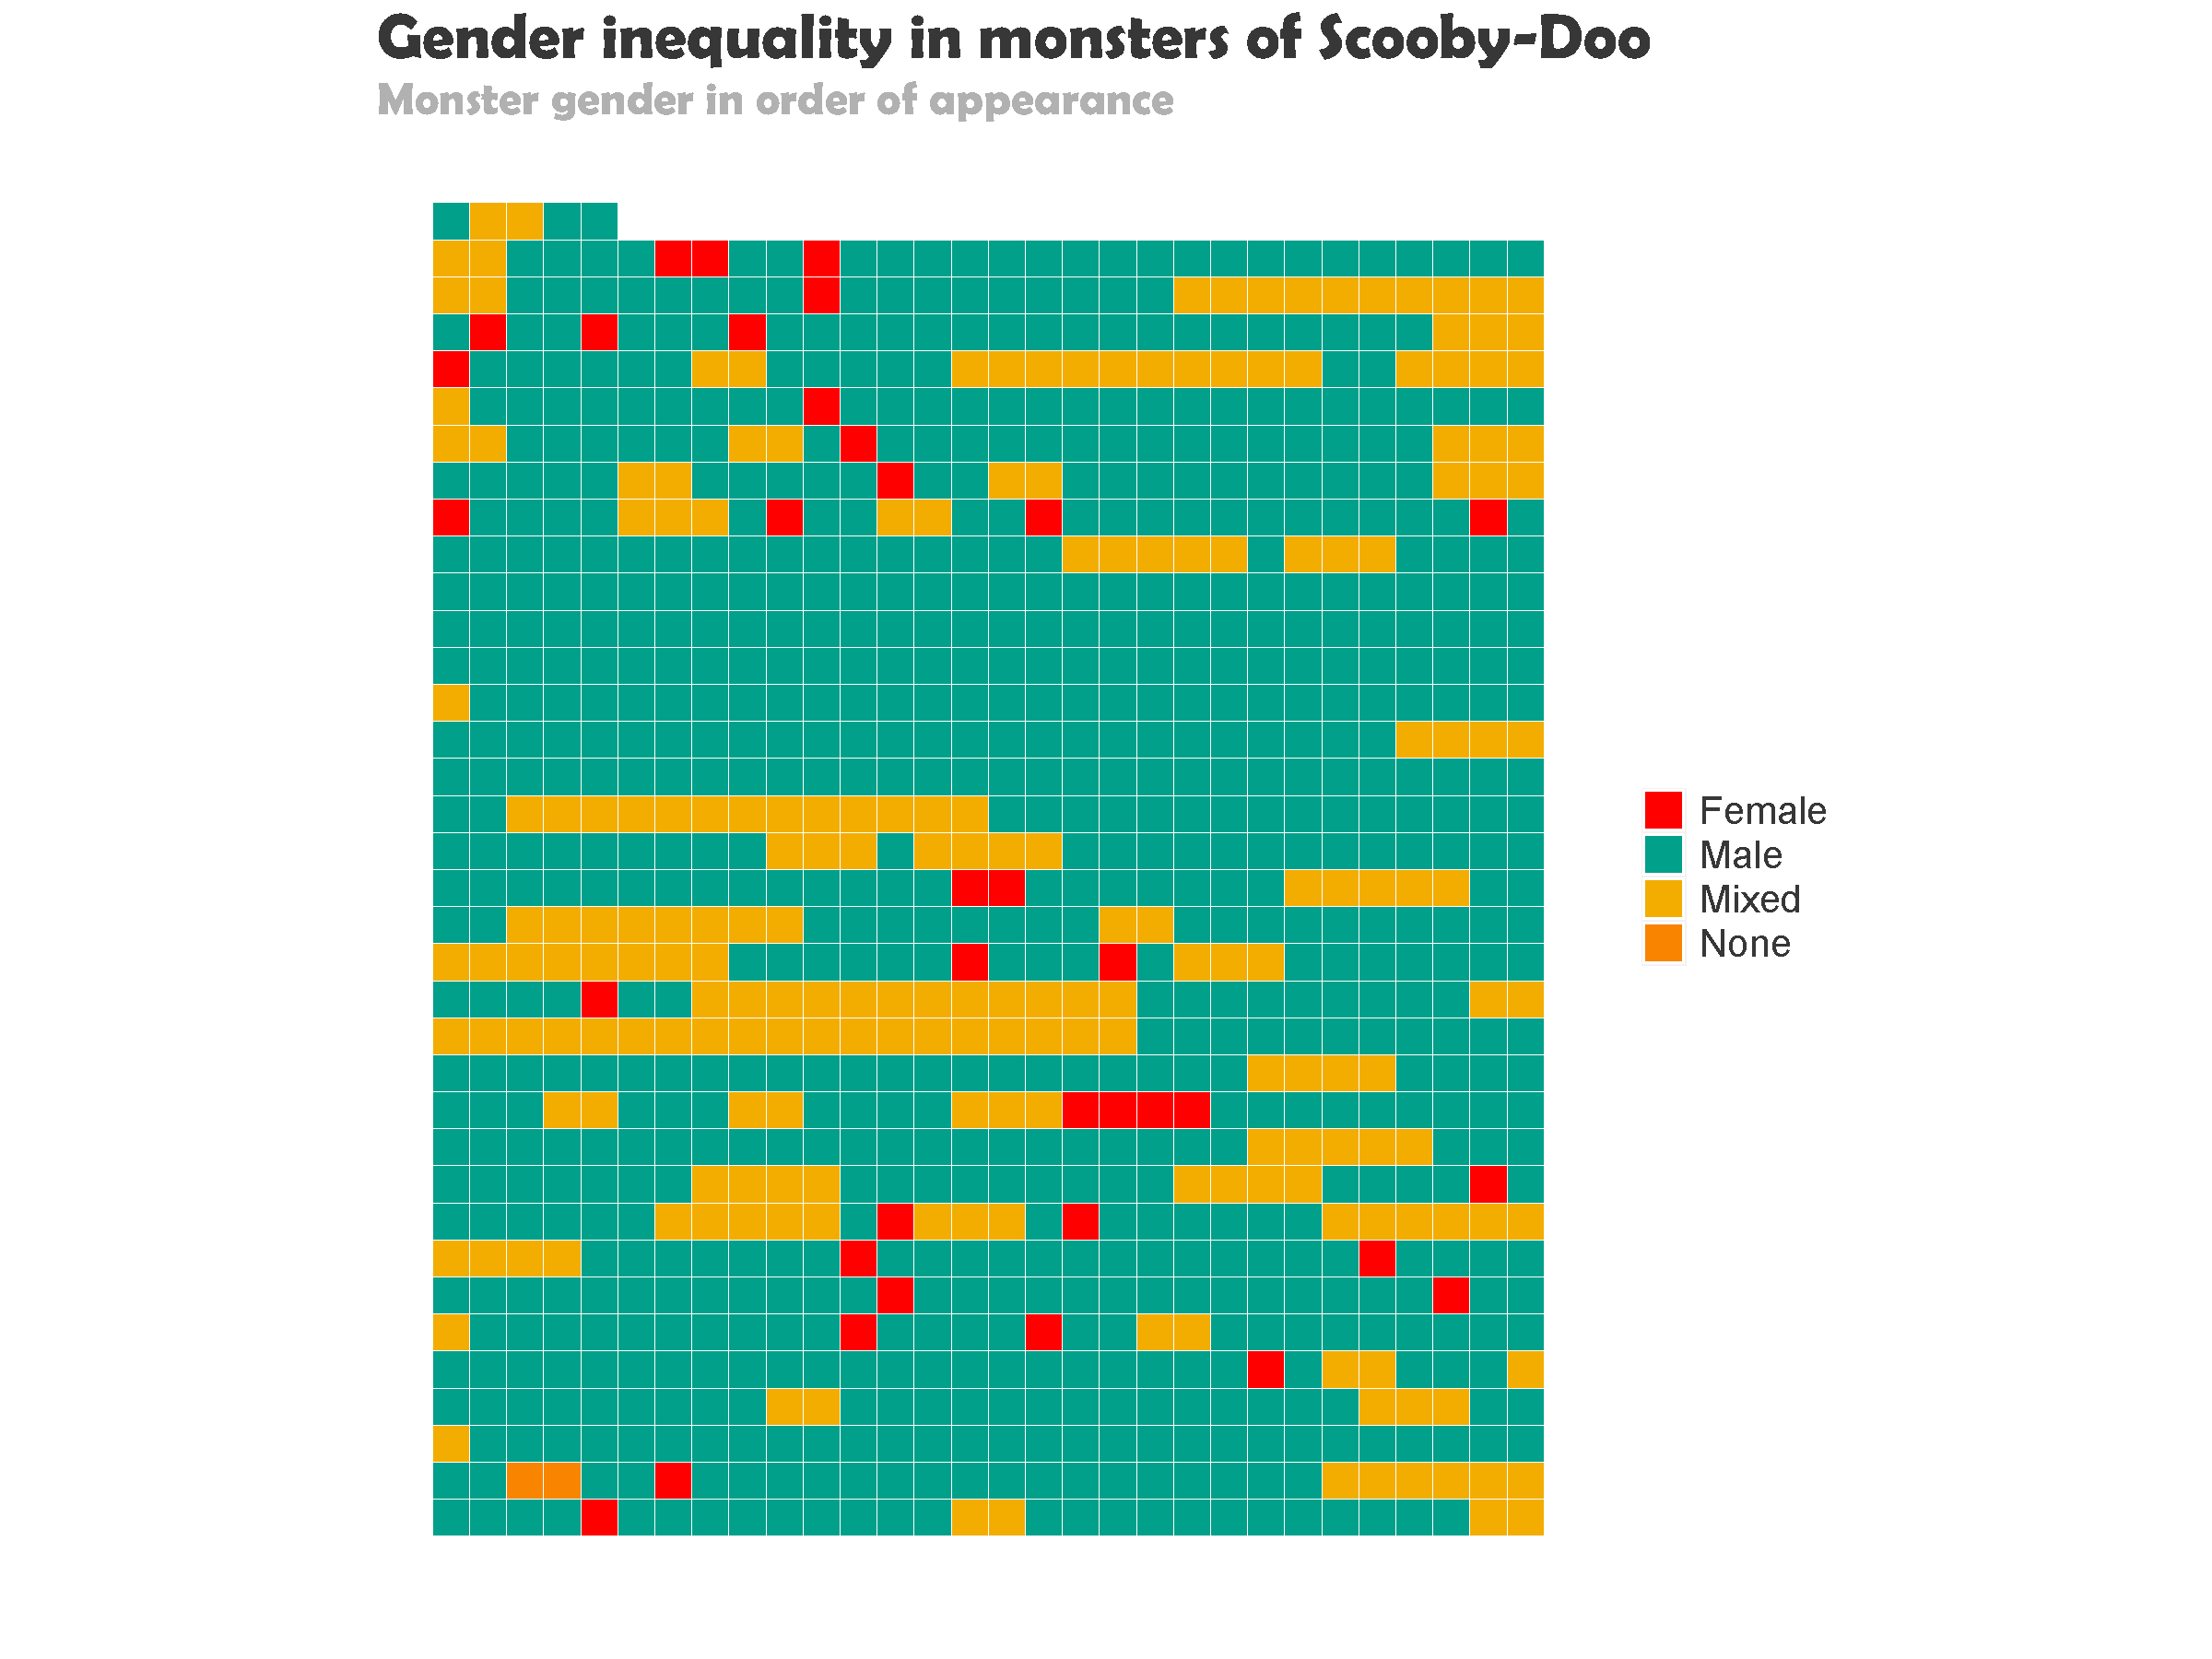 Gender inequality in monsters of Scooby-Doo
Monster gender in order of appearance
Female
Male
Mixed
None